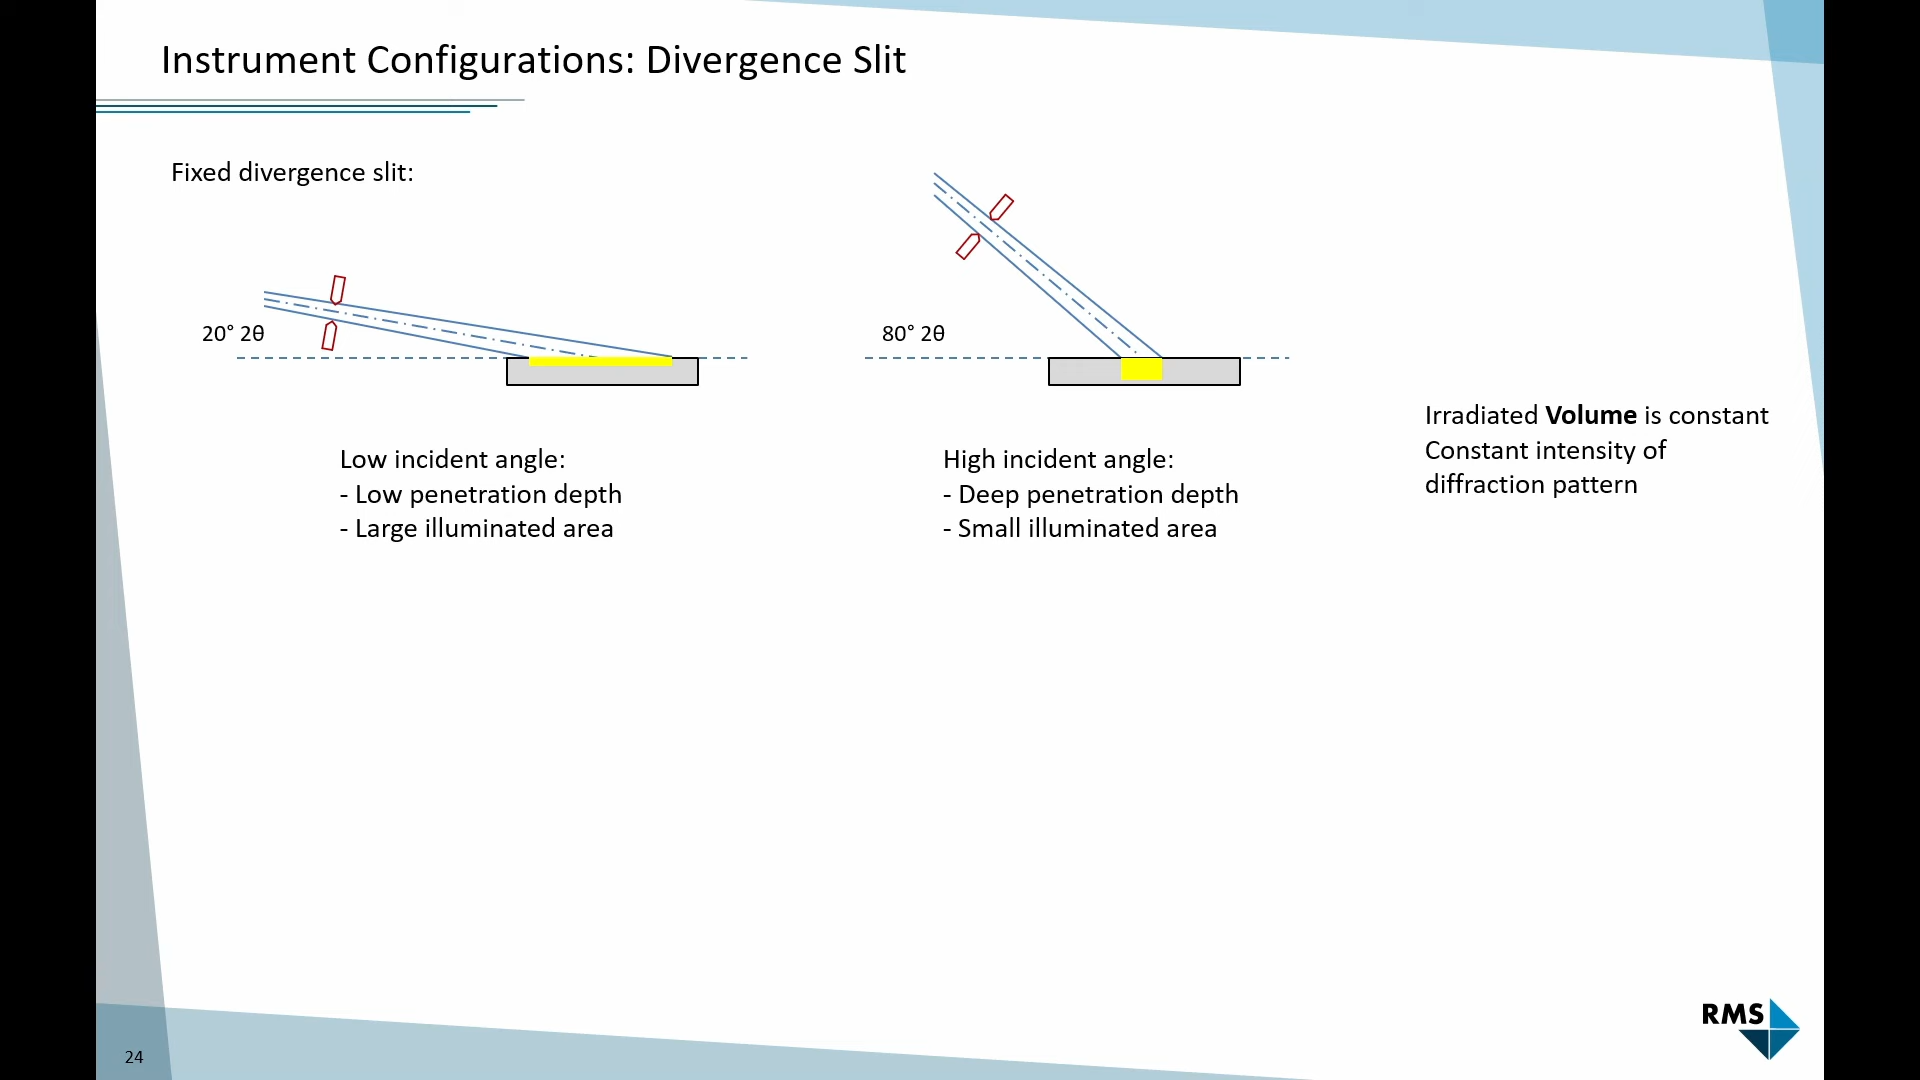 Instrument Configurations: Divergence Slit
Fixed divergence slit:
20° 2θ
80° 2θ
Low incident angle:
- Low penetration depth
- Large illuminated area
High incident angle:
- Deep penetration depth
- Small illuminated area
Irradiated Volume is constant
Constant intensity of
diffraction pattern
RMS
24